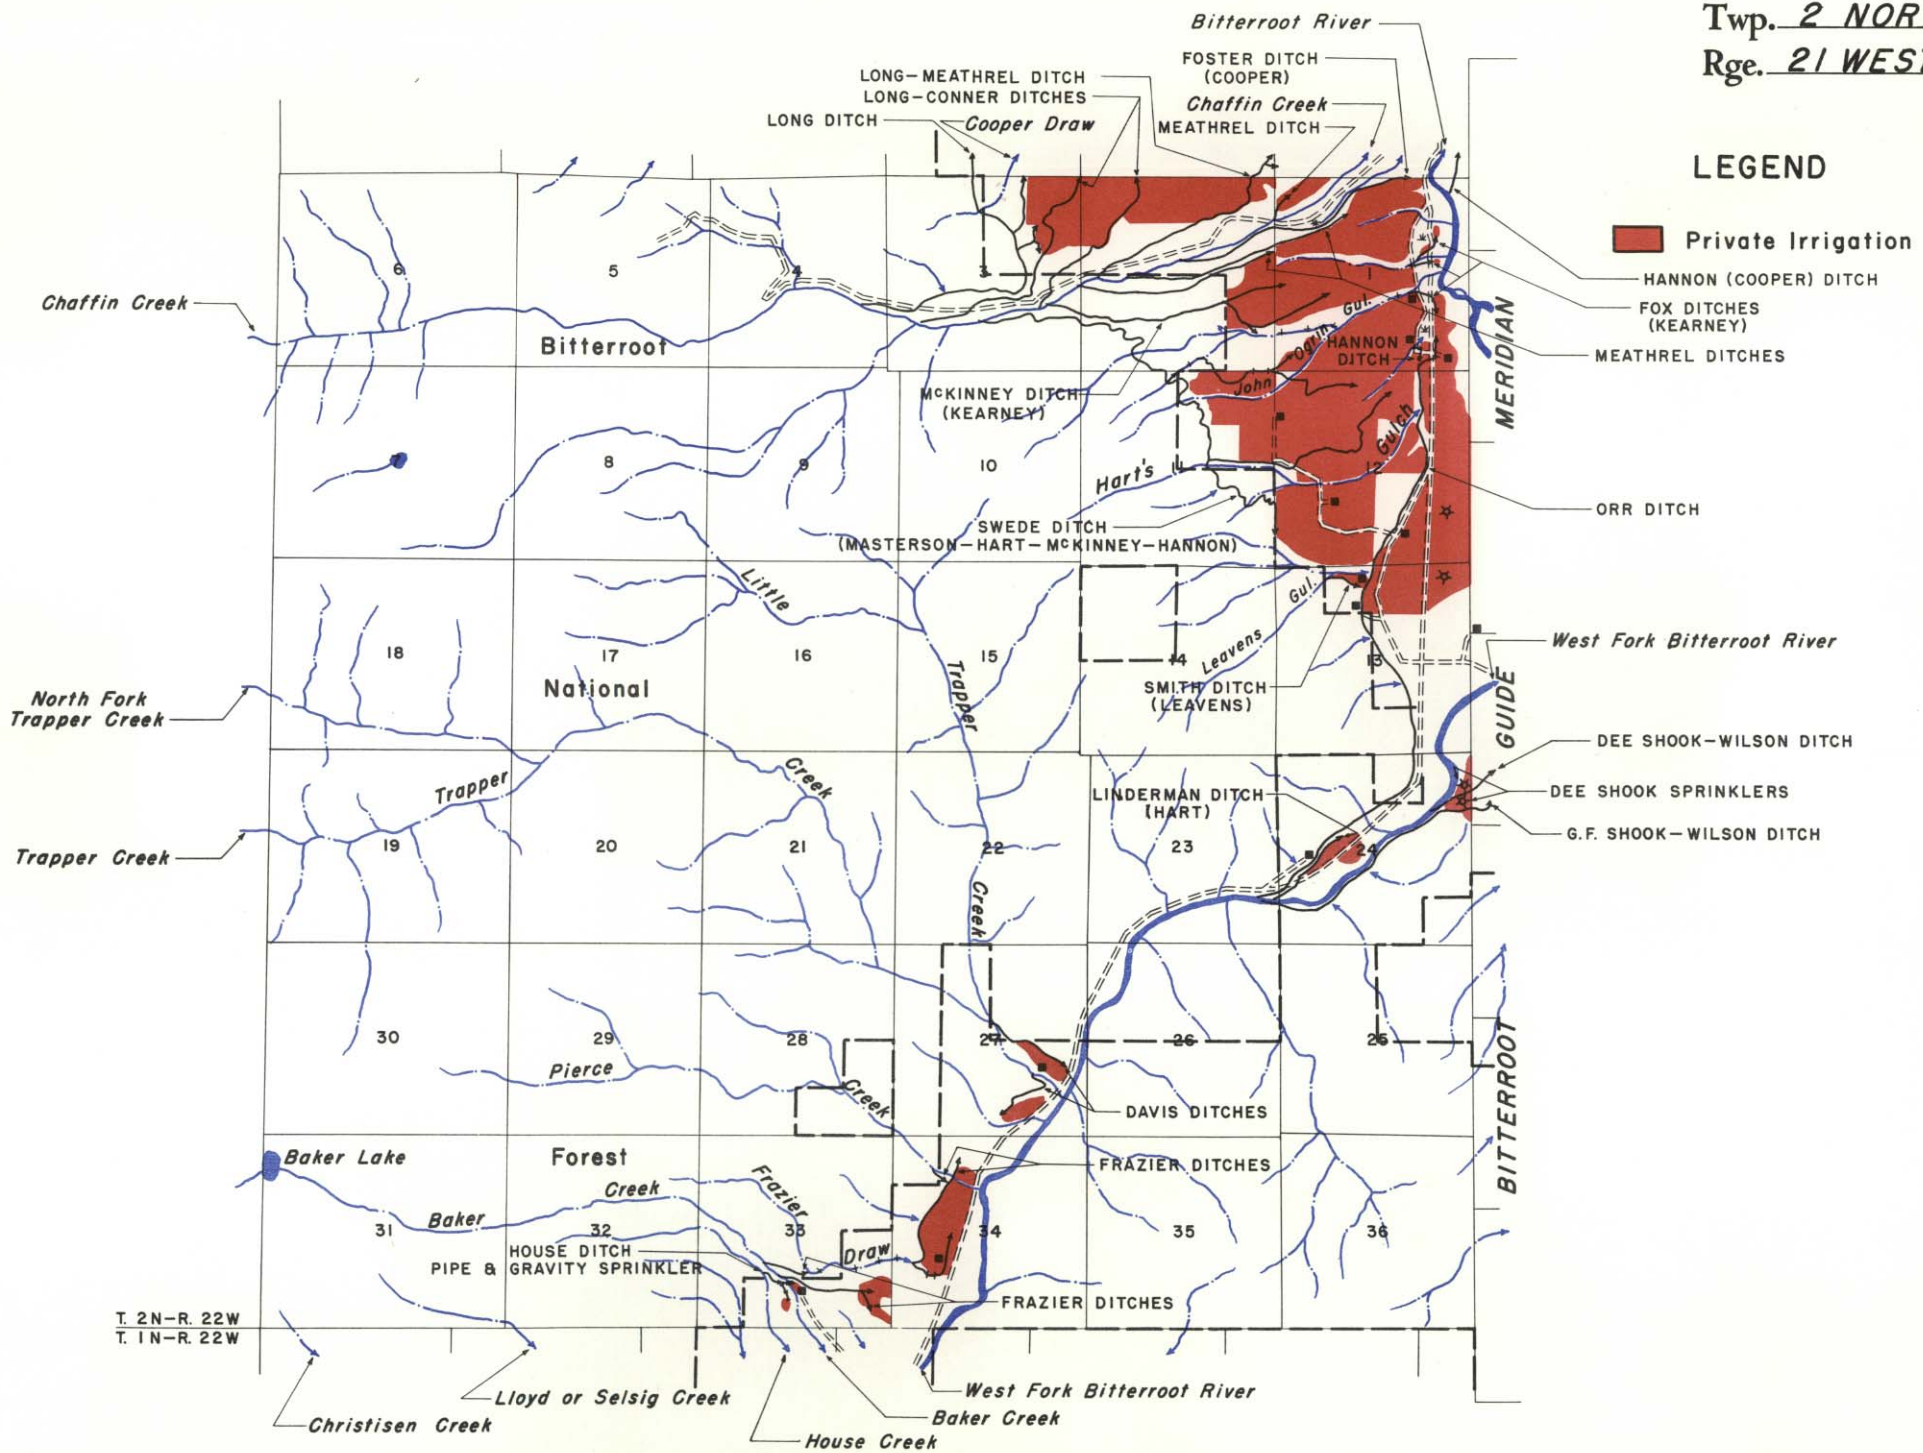 Twp. 2 NOR
Rge. 21 WEST
Bitterroot River
FOSTER DITCH
(COOPER)
LONG-MEATHREL DITCH
LONG-CONNER DITCHES
Chaffin Creek
LONG DITCH
Cooper Draw
MEATHREL DITCH
LEGEND
Private Irrigation
6
5
4
3
1
HANNON (COOPER) DITCH
Chaffin Creek
FOX DITCHES
(KEARNEY)
MERIDIAN
Bitterroot
Ogrin Gul.
HANNON
DITCH
MEATHREL DITCHES
John
McKINNEY DITCH
(KEARNEY)
Gulch
7
8
9
10
12
Hart's
ORR DITCH
SWEDE DITCH
(MASTERSON-HART-McKINNEY-HANNON)
Little
Gul.
18
17
16
15
14
13
Leavens
West Fork Bitterroot River
Trapper
National
SMITH DITCH
(LEAVENS)
North Fork
Trapper Creek
GUIDE
DEE SHOOK-WILSON DITCH
Creek
Trapper
LINDERMAN DITCH
(HART)
DEE SHOOK SPRINKLERS
G.F. SHOOK-WILSON DITCH
Trapper Creek
19
20
21
22
23
24
Creek
30
29
28
27
26
25
Pierce
Creek
BITTERROOT
DAVIS DITCHES
Baker Lake
Forest
FRAZIER DITCHES
Frazier
Creek
Baker
31
32
33
34
35
36
HOUSE DITCH
PIPE & GRAVITY SPRINKLER
Draw
FRAZIER DITCHES
T. 2N-R. 22W
T. 1N-R. 22W
Lloyd or Selsig Creek
West Fork Bitterroot River
Christisen Creek
Baker Creek
House Creek